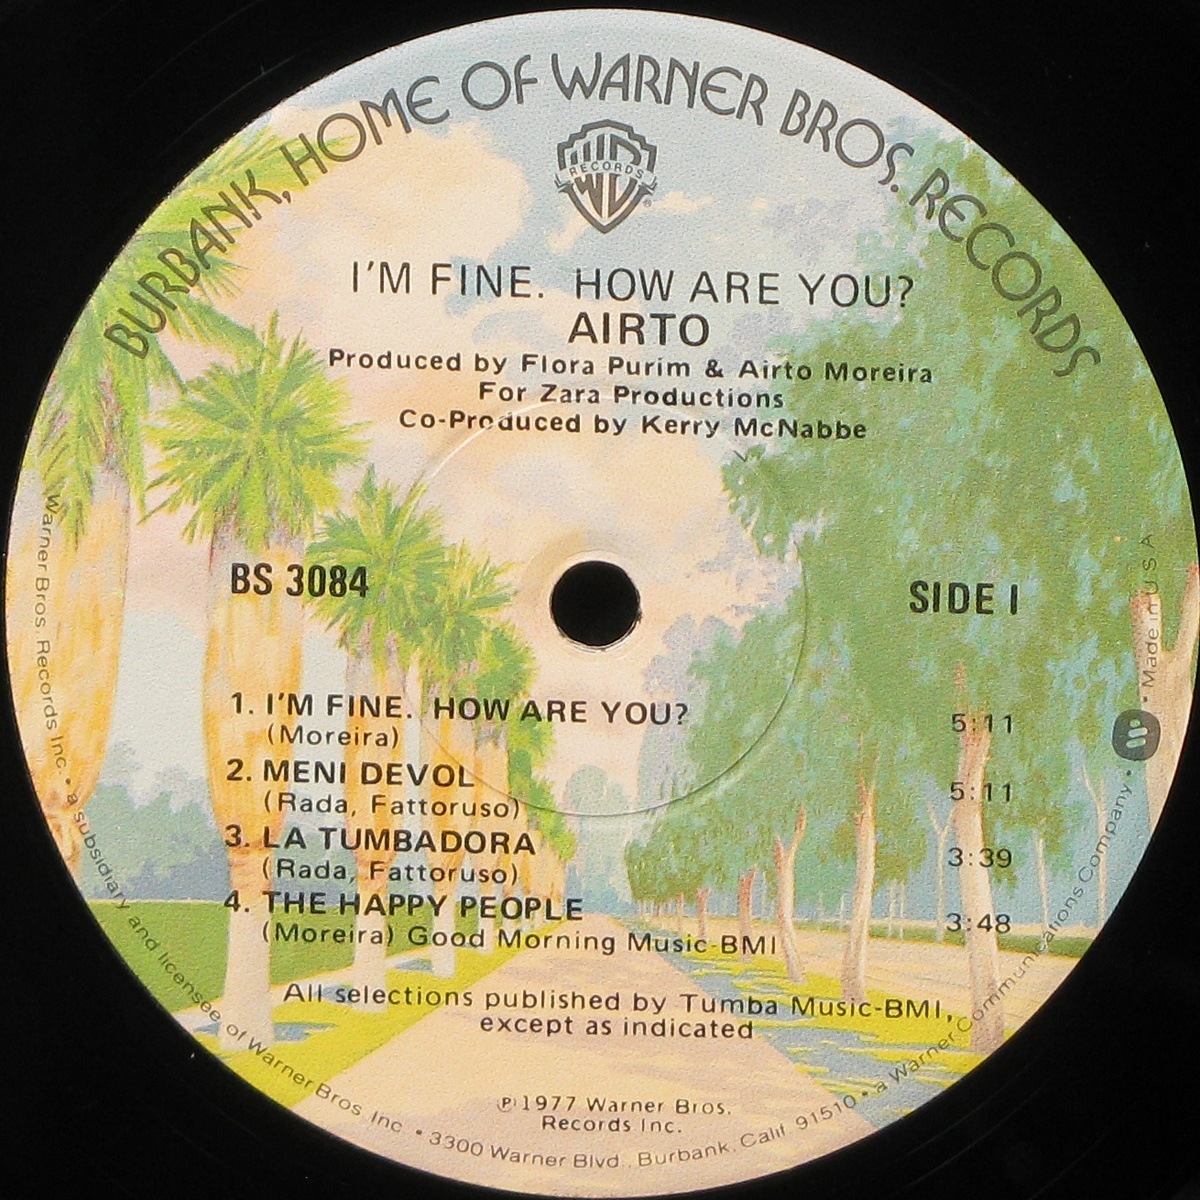 BURBANK, HOME OF WARNER BROS. RECORDS
WB
RECORDS
®
I'M FINE. HOW ARE YOU?
AIRTO
Produced by Flora Purim & Airto Moreira
For Zara Productions
Co-Produced by Kerry McNabbe
BS 3084
SIDE I
1. I'M FINE. HOW ARE YOU? 5:11
(Moreira)
2. MENI DEVOL 5:11
(Rada, Fattoruso)
3. LA TUMBADORA 3:39
(Rada, Fattoruso)
4. THE HAPPY PEOPLE 3:48
(Moreira) Good Morning Music-BMI
All selections published by Tumba Music-BMI,
except as indicated
℗ 1977 Warner Bros.
Records Inc.
Warner Bros. Records Inc. • a subsidiary and licensee of Warner Bros. Inc. • 3300 Warner Blvd., Burbank, Calif. 91510 • a Warner Communications Company • Made in U.S.A.